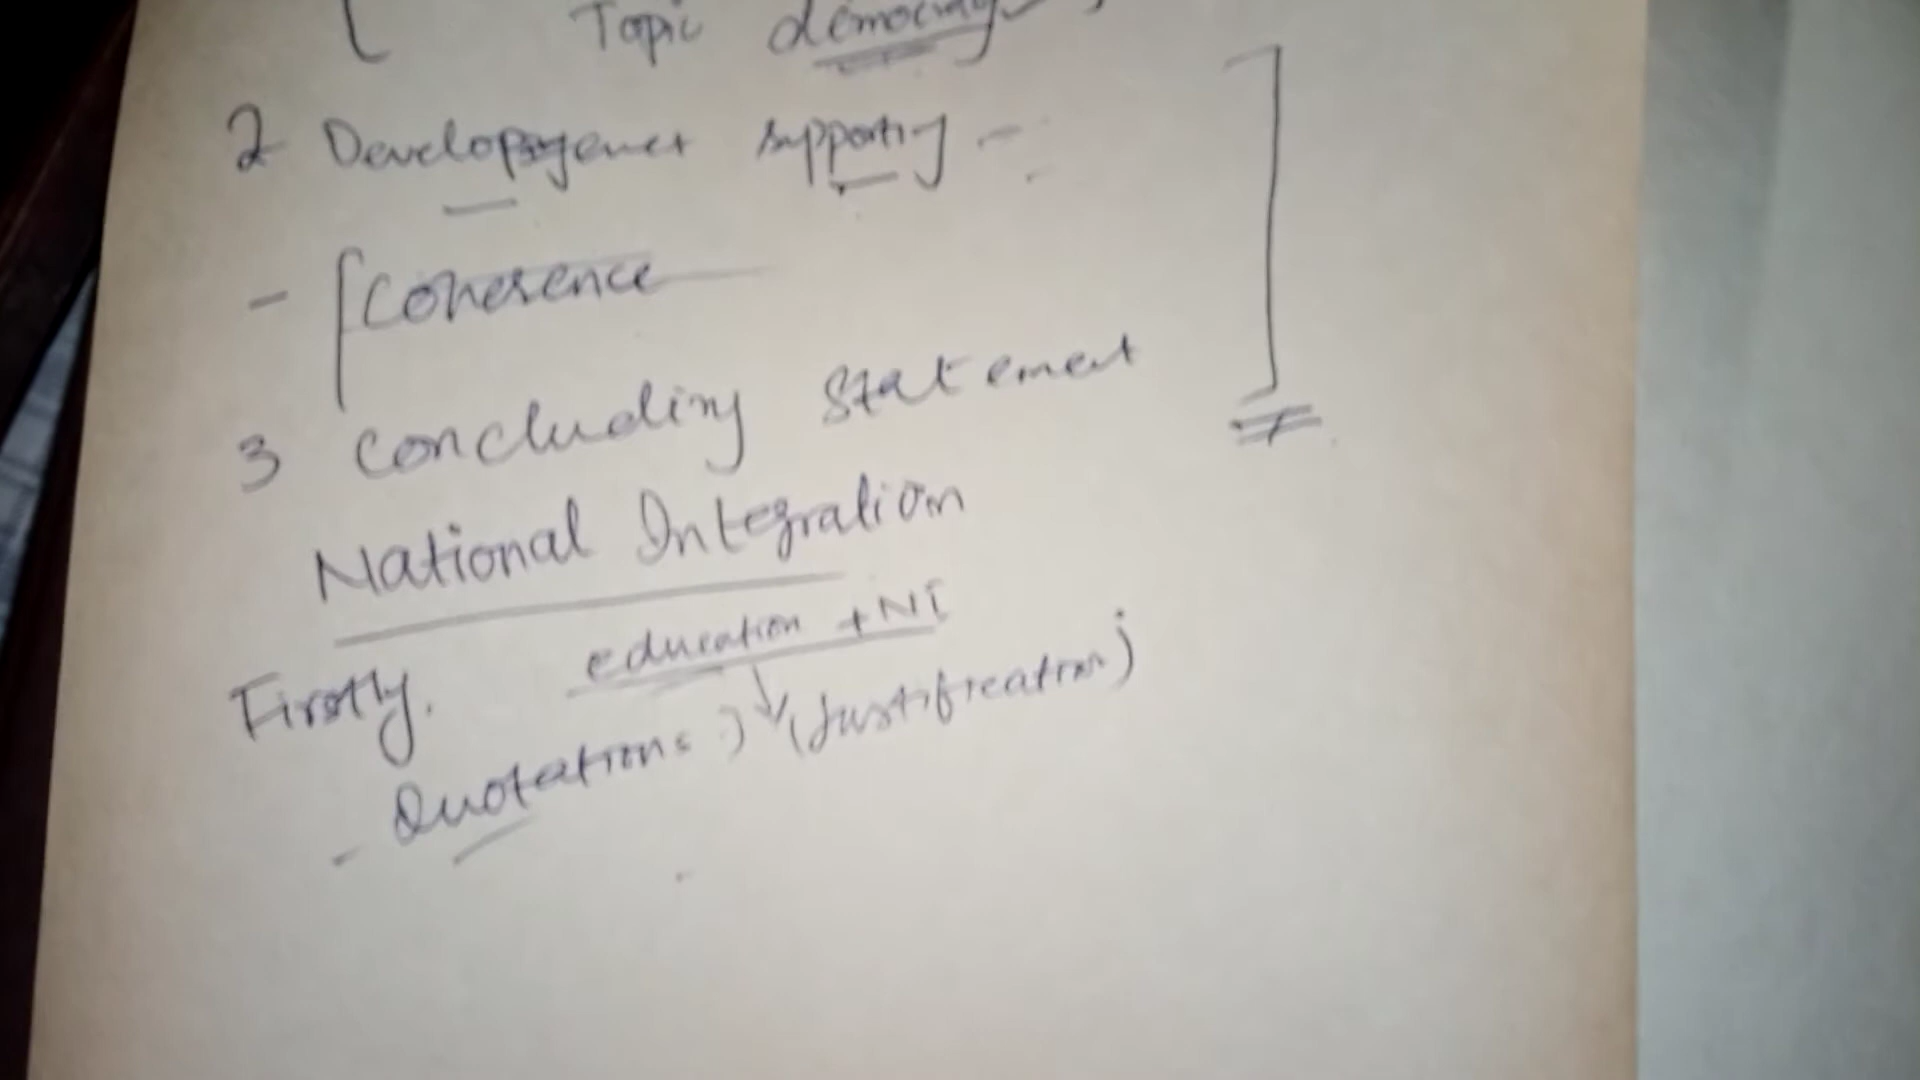 Topic democracy
2 Development supporting -
- Coherence
3 Concluding statement
National Integration
education + NI
Firstly,
- Quotations (Justification)